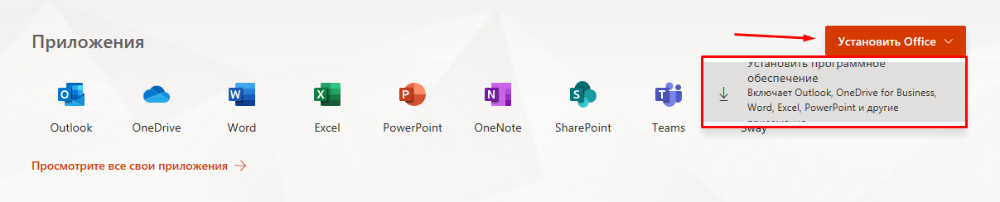 Приложения
Установить Office
Установить программное
обеспечение
Включает Outlook, OneDrive for Business,
Word, Excel, PowerPoint и другие
приложения
Outlook
OneDrive
Word
Excel
PowerPoint
OneNote
SharePoint
Teams
Sway
Просмотрите все свои приложения